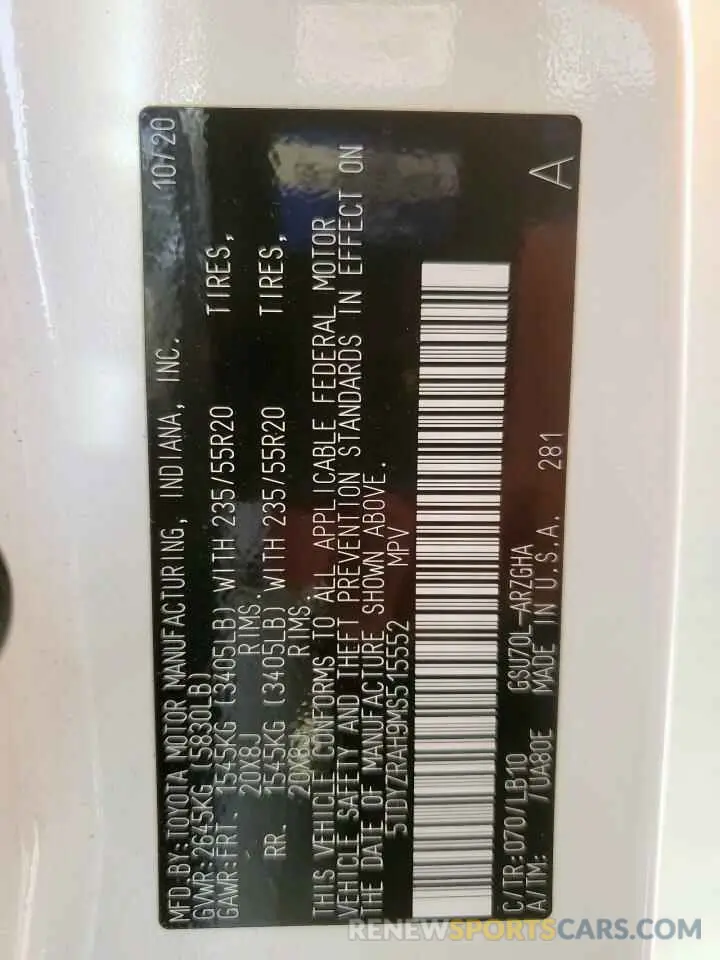 MFD.BY:TOYOTA MOTOR MANUFACTURING, INDIANA, INC. 10/20
GVWR:2645KG (5830LB)
GAWR:FRT. 1545KG (3405LB) WITH 235/55R20 TIRES,
20X8J RIMS.
RR. 1545KG (3405LB) WITH 235/55R20 TIRES,
20X8J RIMS.
THIS VEHICLE CONFORMS TO ALL APPLICABLE FEDERAL MOTOR
VEHICLE SAFETY AND THEFT PREVENTION STANDARDS IN EFFECT ON
THE DATE OF MANUFACTURE SHOWN ABOVE.
5TDYZRAH9MS515552 MPV
C/TR:070/LB10 GSU70L-ARZGHA
A/TM: /UA80E MADE IN U.S.A. 281 A
RENEWSPORTSCARS.COM